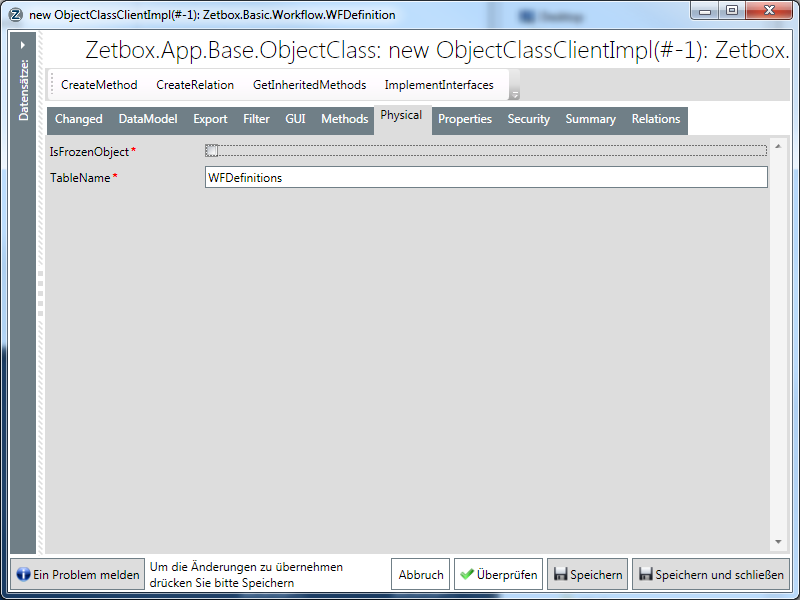 new ObjectClassClientImpl(#-1): Zetbox.Basic.Workflow.WFDefinition
Desktop
Datensätze:
Zetbox.App.Base.ObjectClass: new ObjectClassClientImpl(#-1): Zetbox.
CreateMethod CreateRelation GetInheritedMethods ImplementInterfaces
Changed DataModel Export Filter GUI Methods Physical Properties Security Summary Relations
IsFrozenObject*
TableName* WFDefinitions
Ein Problem melden
Um die Änderungen zu übernehmen
drücken Sie bitte Speichern
Abbruch Überprüfen Speichern Speichern und schließen